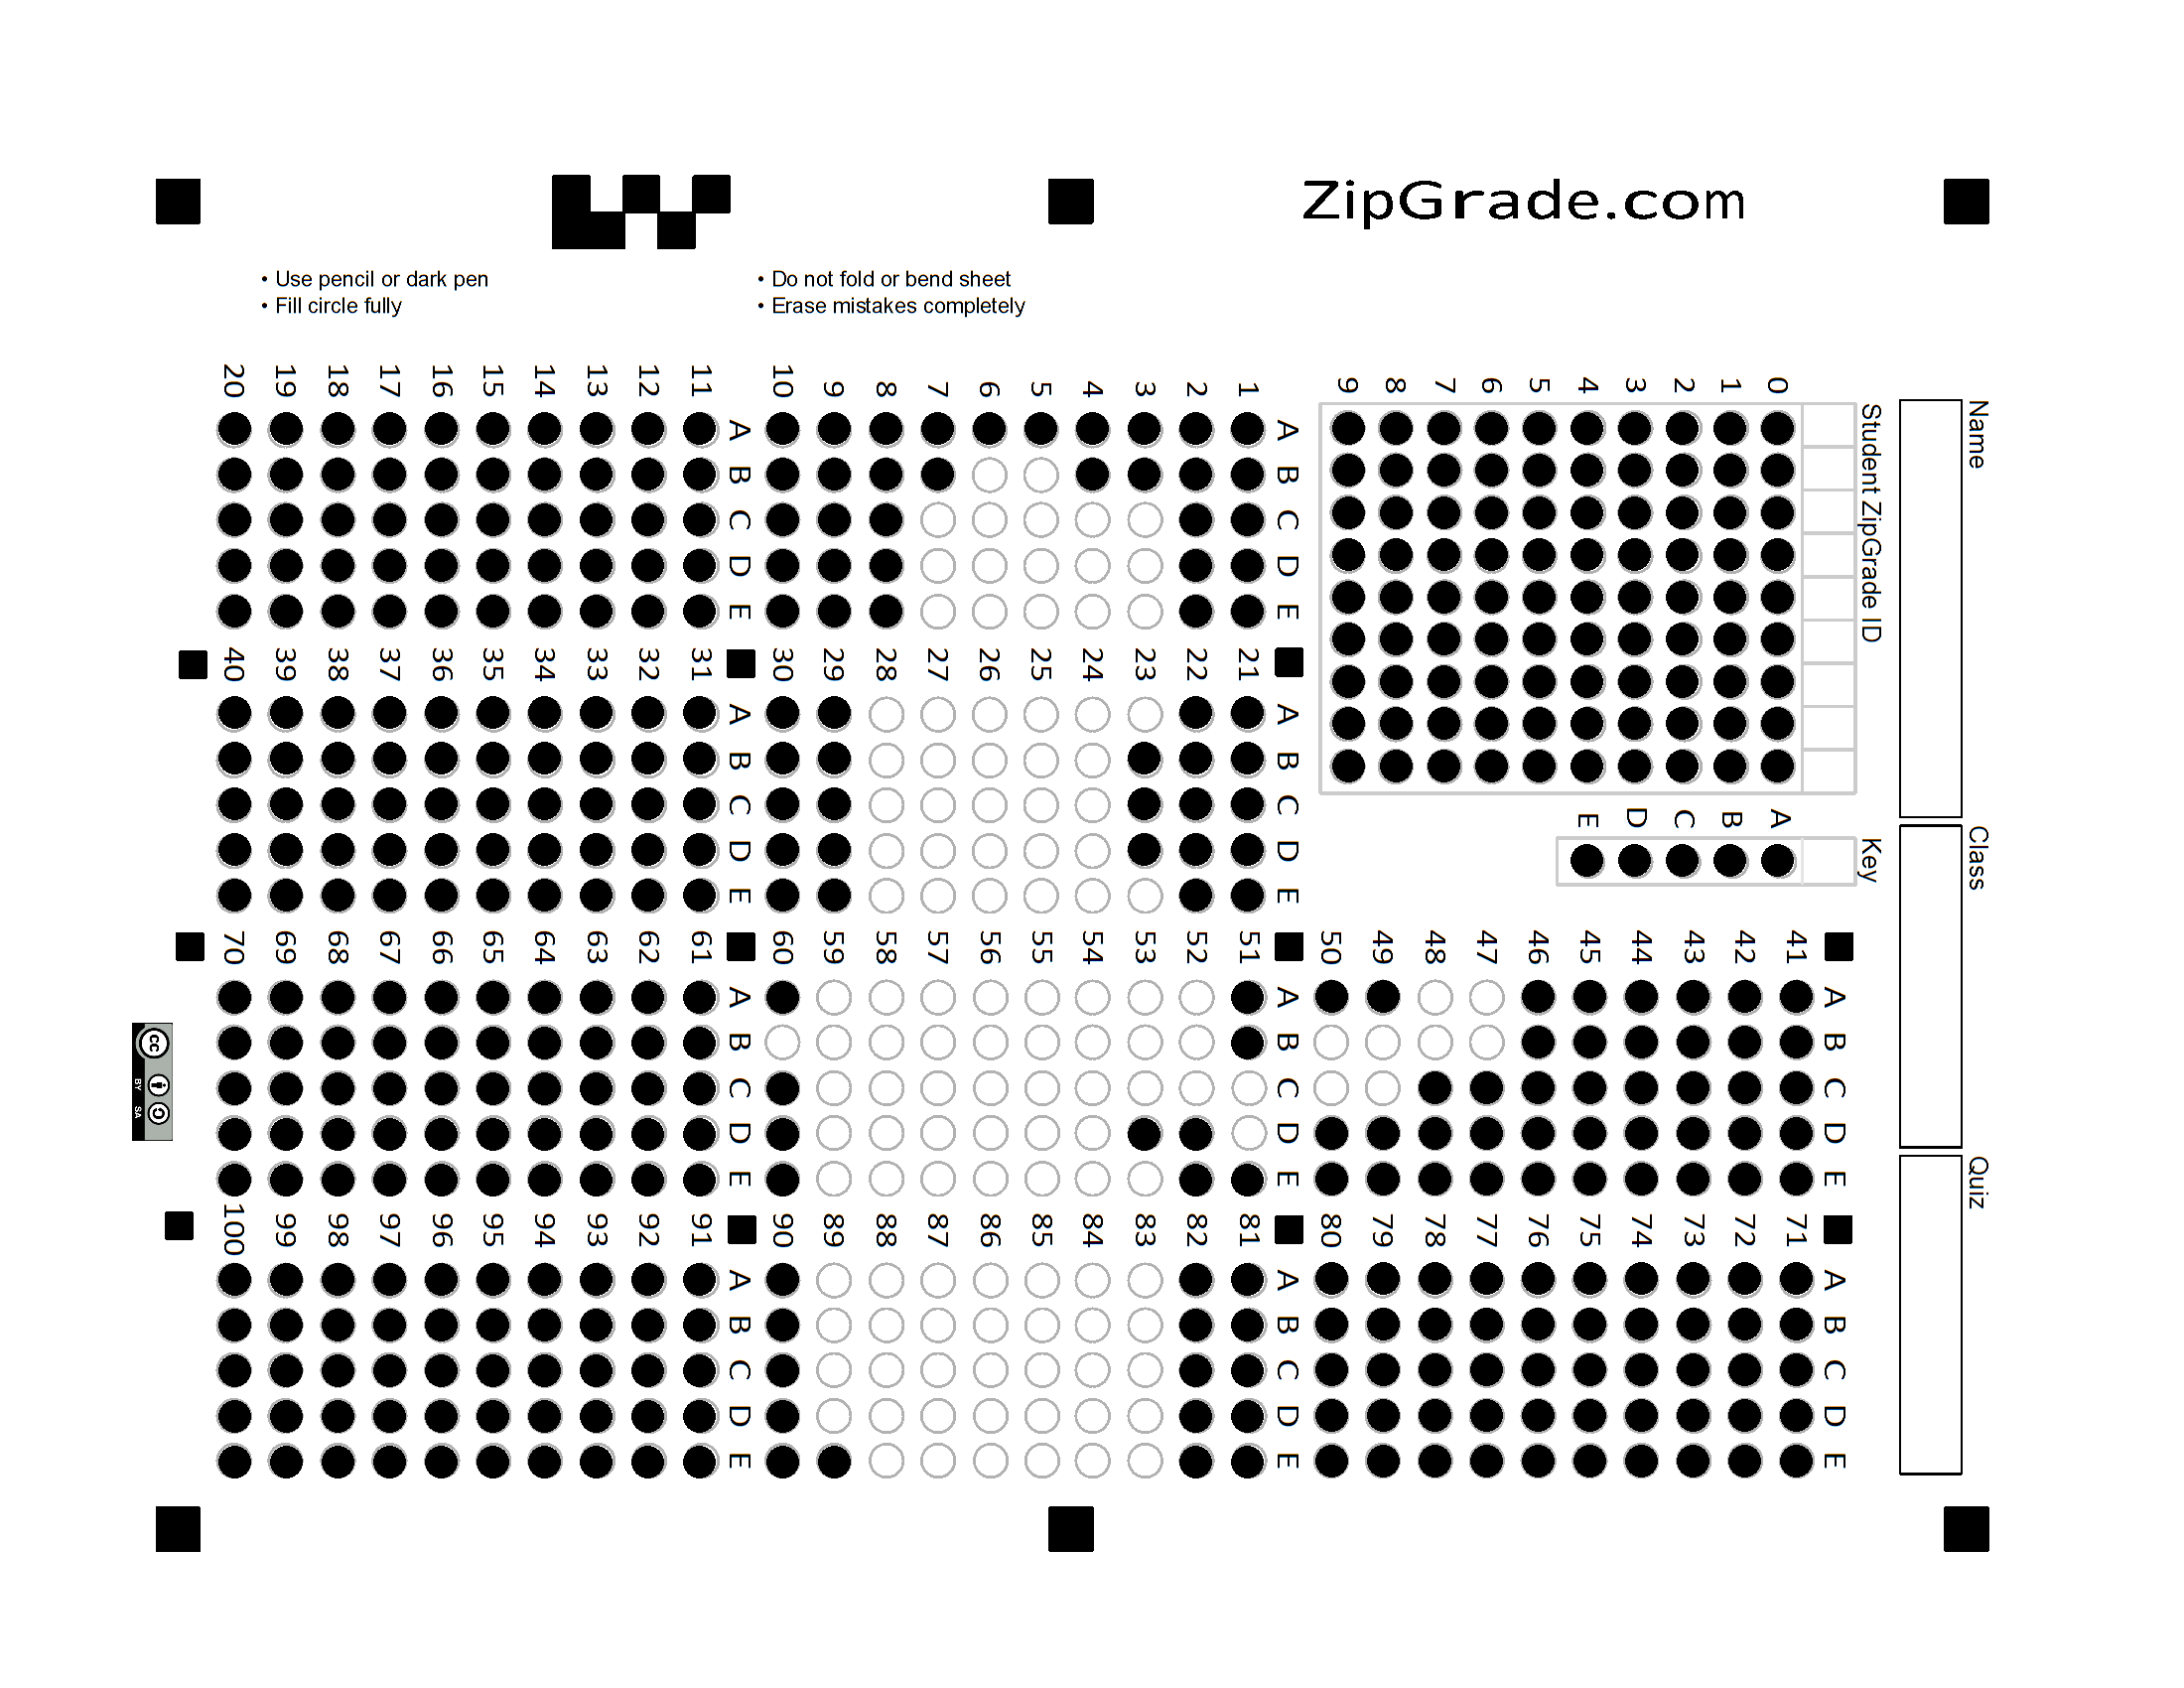 ZipGrade.com
• Use pencil or dark pen
• Fill circle fully
• Do not fold or bend sheet
• Erase mistakes completely
Name
Class
Quiz
Student ZipGrade ID
0 1 2 3 4 5 6 7 8 9
Key
A B C D E
A B C D E
1 2 3 4 5 6 7 8 9 10
A B C D E
11 12 13 14 15 16 17 18 19 20
A B C D E
21 22 23 24 25 26 27 28 29 30
A B C D E
31 32 33 34 35 36 37 38 39 40
A B C D E
41 42 43 44 45 46 47 48 49 50
A B C D E
51 52 53 54 55 56 57 58 59 60
A B C D E
61 62 63 64 65 66 67 68 69 70
A B C D E
71 72 73 74 75 76 77 78 79 80
A B C D E
81 82 83 84 85 86 87 88 89 90
A B C D E
91 92 93 94 95 96 97 98 99 100
A B C D E
cc
BY SA